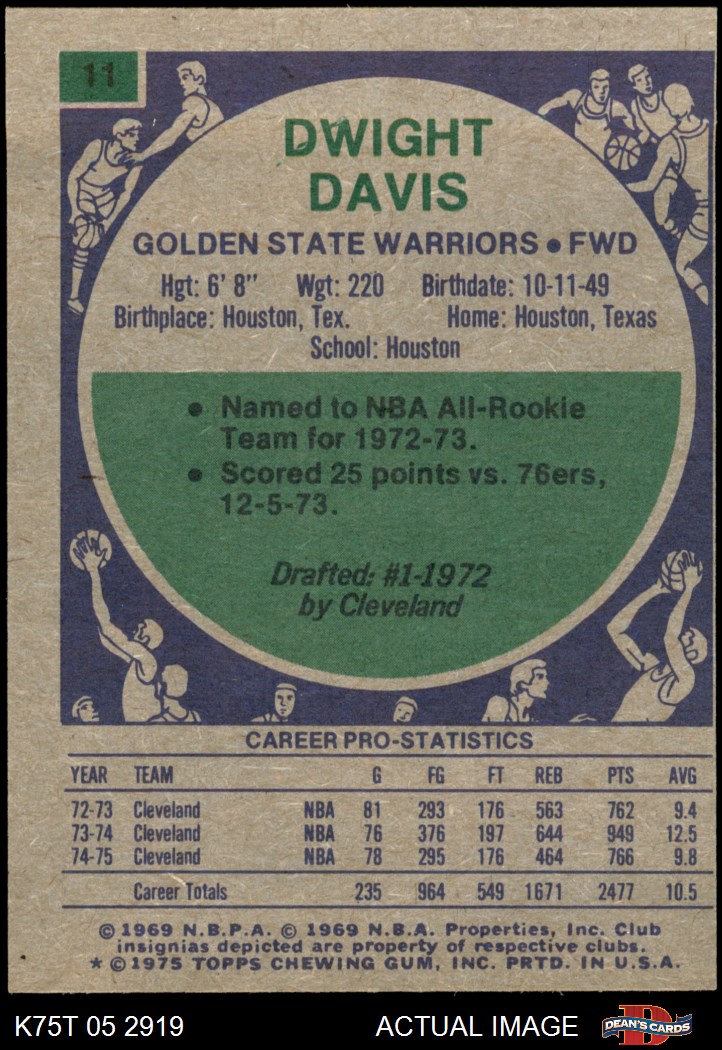 11
DWIGHT
DAVIS
GOLDEN STATE WARRIORS • FWD
Hgt: 6' 8" Wgt: 220 Birthdate: 10-11-49
Birthplace: Houston, Tex. Home: Houston, Texas
School: Houston
• Named to NBA All-Rookie
Team for 1972-73.
• Scored 25 points vs. 76ers,
12-5-73.
Drafted: #1-1972
by Cleveland
CAREER PRO-STATISTICS
YEAR TEAM G FG FT REB PTS AVG
72-73 Cleveland NBA 81 293 176 563 762 9.4
73-74 Cleveland NBA 76 376 197 644 949 12.5
74-75 Cleveland NBA 78 295 176 464 766 9.8
Career Totals 235 964 549 1671 2477 10.5
© 1969 N.B.P.A. © 1969 N.B.A. Properties, Inc. Club
insignias depicted are property of respective clubs.
* © 1975 TOPPS CHEWING GUM, INC. PRTD. IN U.S.A.
K75T 05 2919 ACTUAL IMAGE D DEAN'S CARDS